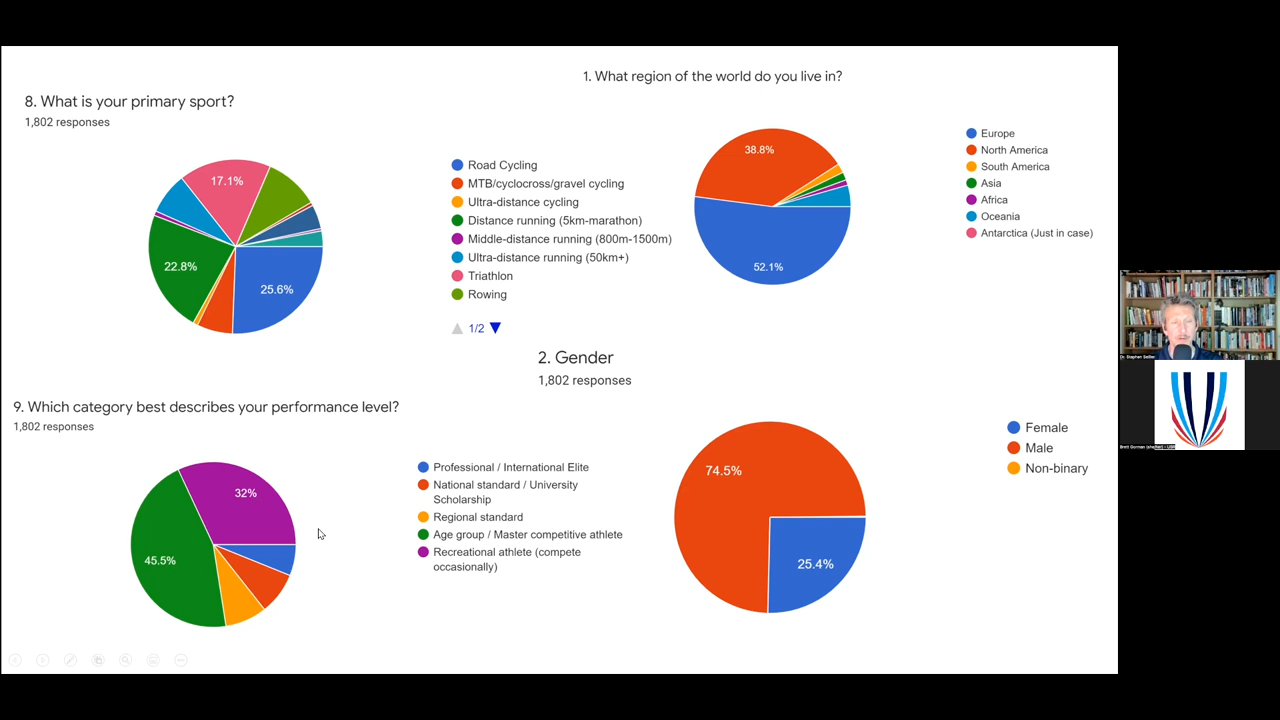 1. What region of the world do you live in?
8. What is your primary sport?
1,802 responses
17.1%
22.8%
25.6%
Road Cycling
MTB/cyclocross/gravel cycling
Ultra-distance cycling
Distance running (5km-marathon)
Middle-distance running (800m-1500m)
Ultra-distance running (50km+)
Triathlon
Rowing
1/2
38.8%
52.1%
Europe
North America
South America
Asia
Africa
Oceania
Antarctica (Just in case)
2. Gender
1,802 responses
9. Which category best describes your performance level?
1,802 responses
32%
45.5%
Professional / International Elite
National standard / University
Scholarship
Regional standard
Age group / Master competitive athlete
Recreational athlete (compete
occasionally)
74.5%
25.4%
Female
Male
Non-binary
Dr. Stephen Seiler